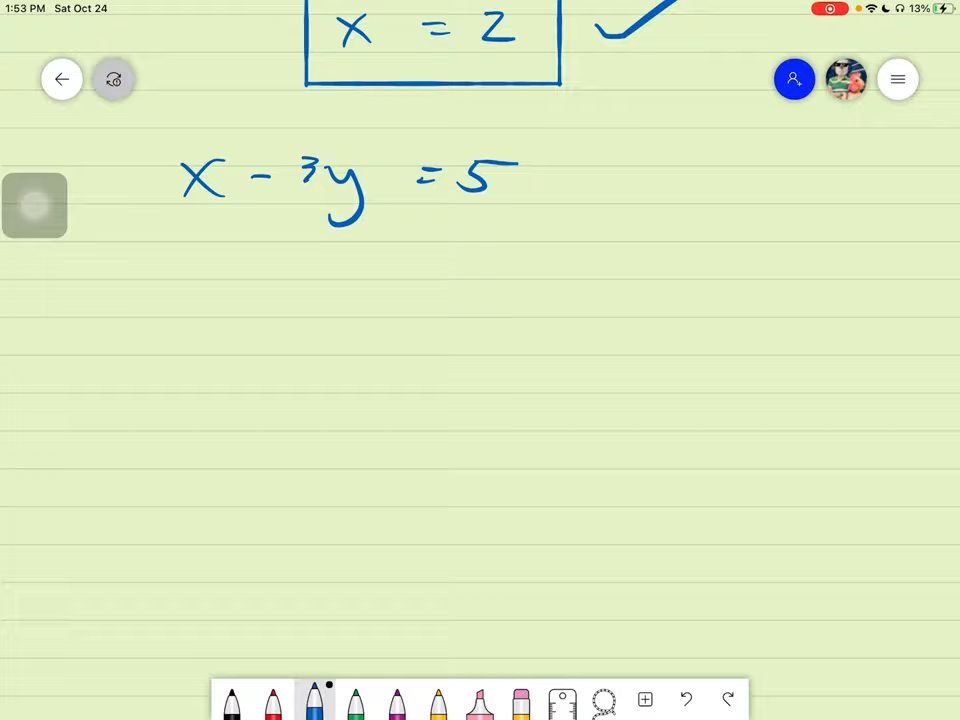 1:53 PM Sat Oct 24 13%
x = 2
x - 3y = 5